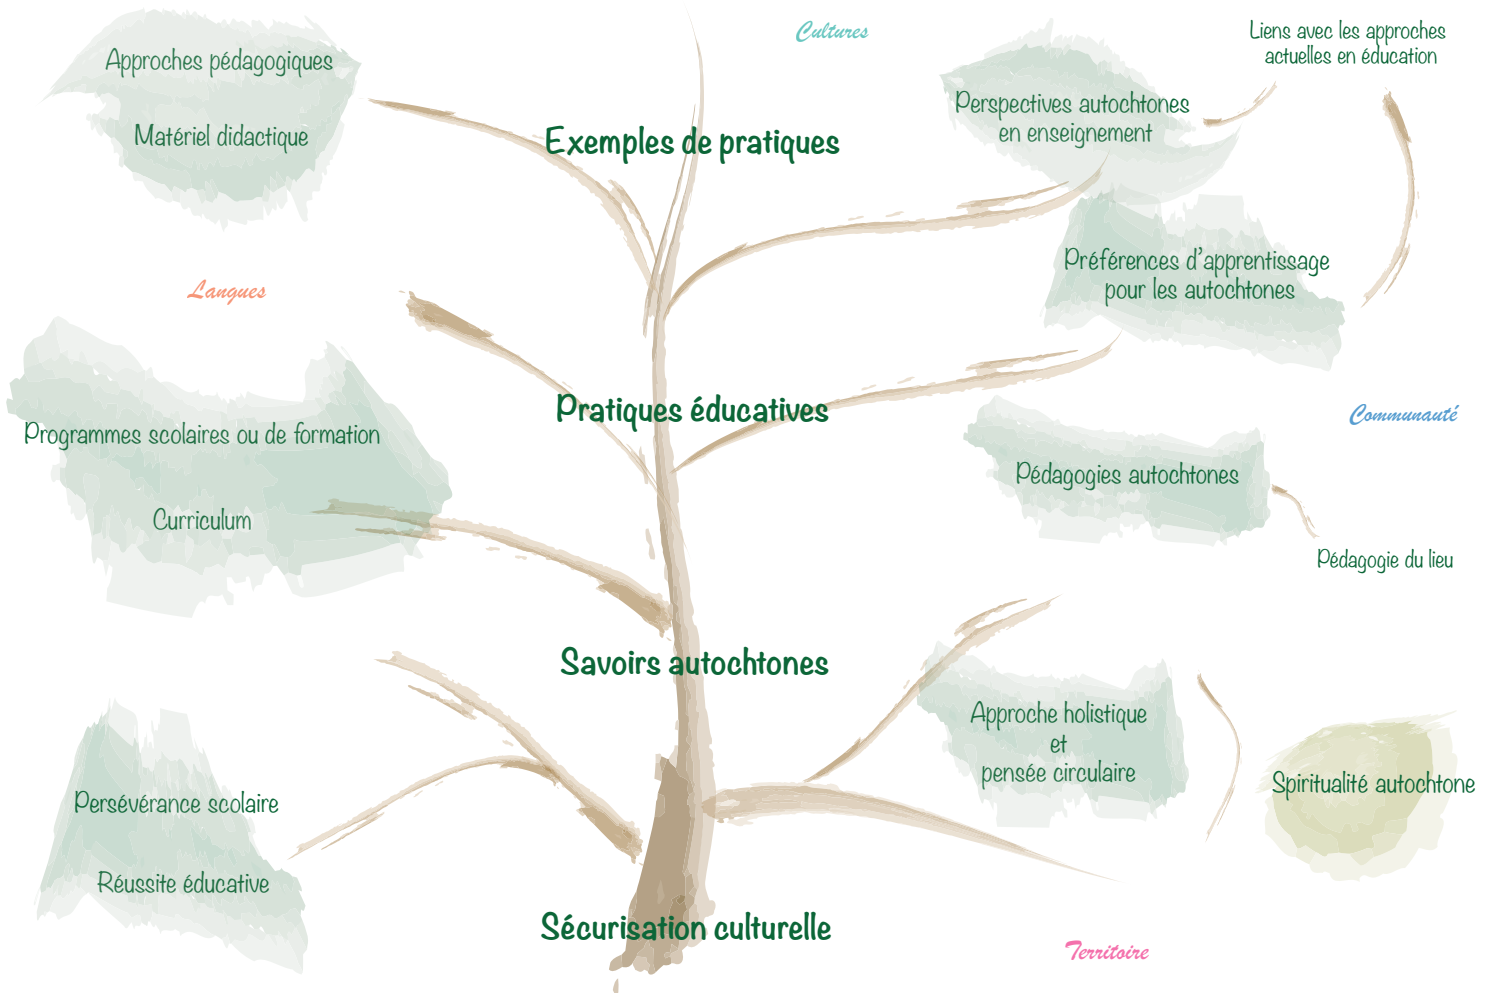 Cultures
Liens avec les approches
actuelles en éducation
Approches pédagogiques
Matériel didactique
Exemples de pratiques
Perspectives autochtones
en enseignement
Préférences d'apprentissage
pour les autochtones
Langues
Pratiques éducatives
Communauté
Programmes scolaires ou de formation
Curriculum
Pédagogies autochtones
Pédagogie du lieu
Savoirs autochtones
Approche holistique
et
pensée circulaire
Spiritualité autochtone
Persévérance scolaire
Réussite éducative
Sécurisation culturelle
Territoire